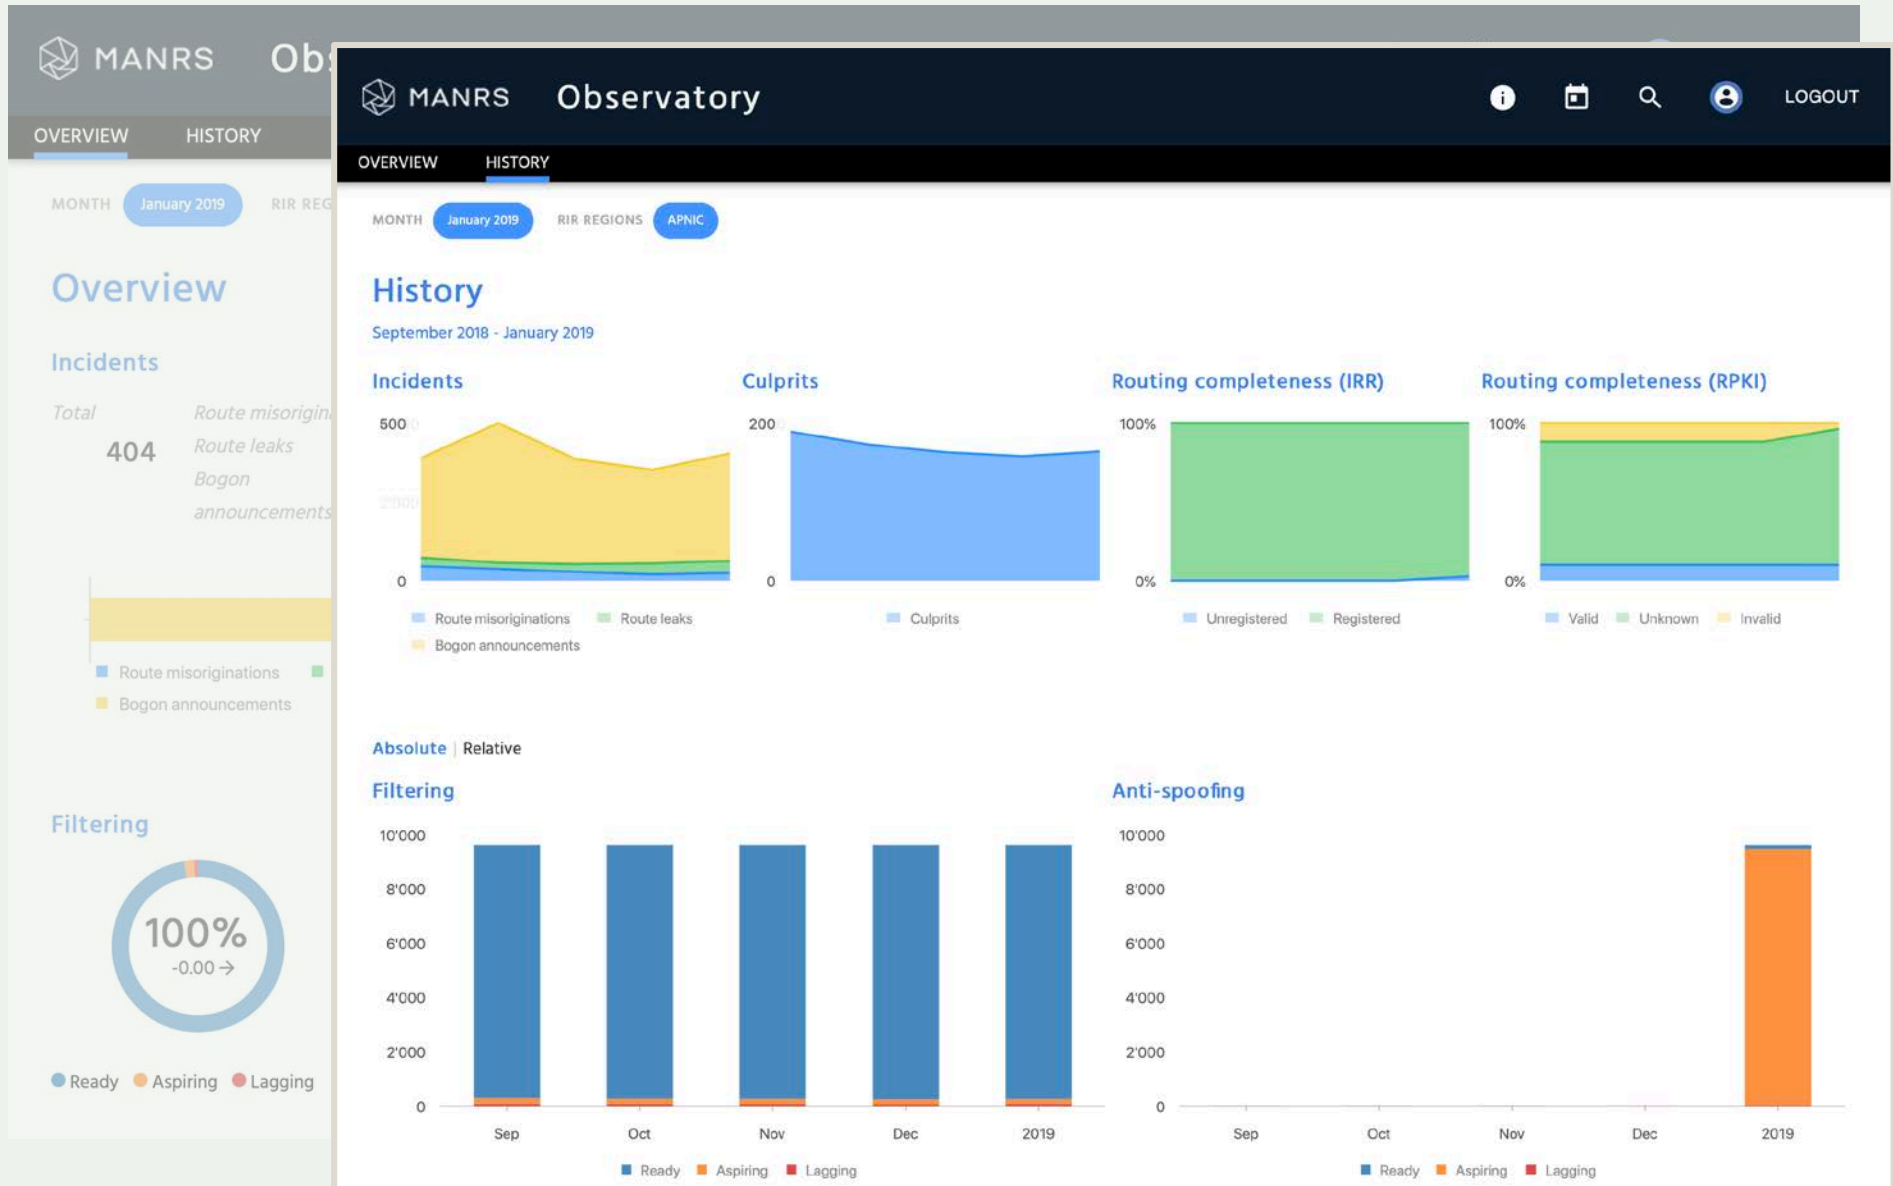 MANRS Obs
OVERVIEW HISTORY
MONTH January 2019 RIR REG
Overview
Incidents
Total
404
Route misorigin
Route leaks
Bogon
announcements
Route misoriginations
Bogon announcements
Filtering
100%
-0.00 →
Ready Aspiring Lagging
MANRS Observatory LOGOUT
OVERVIEW HISTORY
MONTH January 2019 RIR REGIONS APNIC
History
September 2018 - January 2019
Incidents
500
0
Route misoriginations Route leaks
Bogon announcements
Culprits
200
0
Culprits
Routing completeness (IRR)
100%
0%
Unregistered Registered
Routing completeness (RPKI)
100%
0%
Valid Unknown Invalid
Absolute | Relative
Filtering
10'000
8'000
6'000
4'000
2'000
0
Sep Oct Nov Dec 2019
Ready Aspiring Lagging
Anti-spoofing
10'000
8'000
6'000
4'000
2'000
0
Sep Oct Nov Dec 2019
Ready Aspiring Lagging